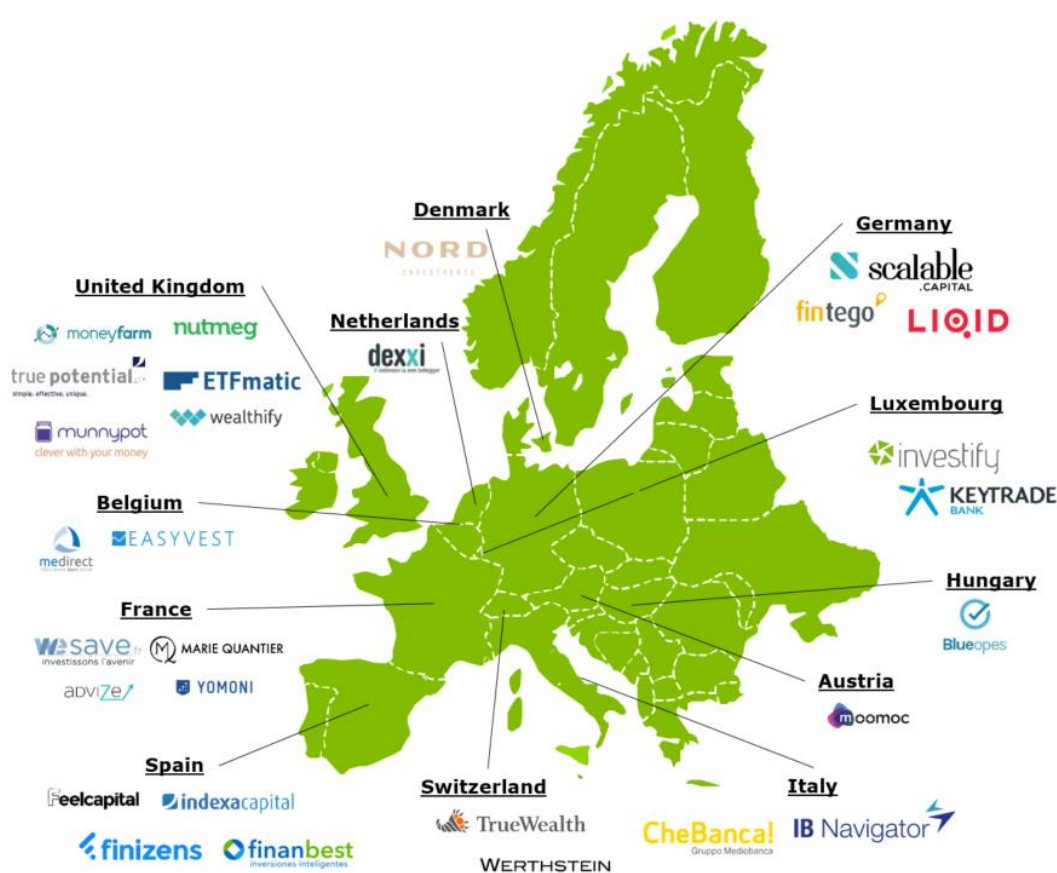 Denmark
NORD
.INVESTMENTS.
Germany
scalable
.CAPITAL
fintego
LIQID
United Kingdom
moneyfarm
nutmeg
true potential
simple. effective. unique.
ETFmatic
wealthify
munnypot
clever with your money
Netherlands
dexxi
Luxembourg
investify
KEYTRADE
BANK
Belgium
medirect
EASYVEST
Hungary
Blueopes
France
WEsave.fr
investissons l'avenir
MQ MARIE QUANTIER
ADVIZE
YOMONI
Austria
moomoc
Spain
Feelcapital
indexacapital
finizens
finanbest
inversiones inteligentes
Switzerland
TrueWealth
WERTHSTEIN
Italy
CheBanca!
Gruppo Mediobanca
IB Navigator